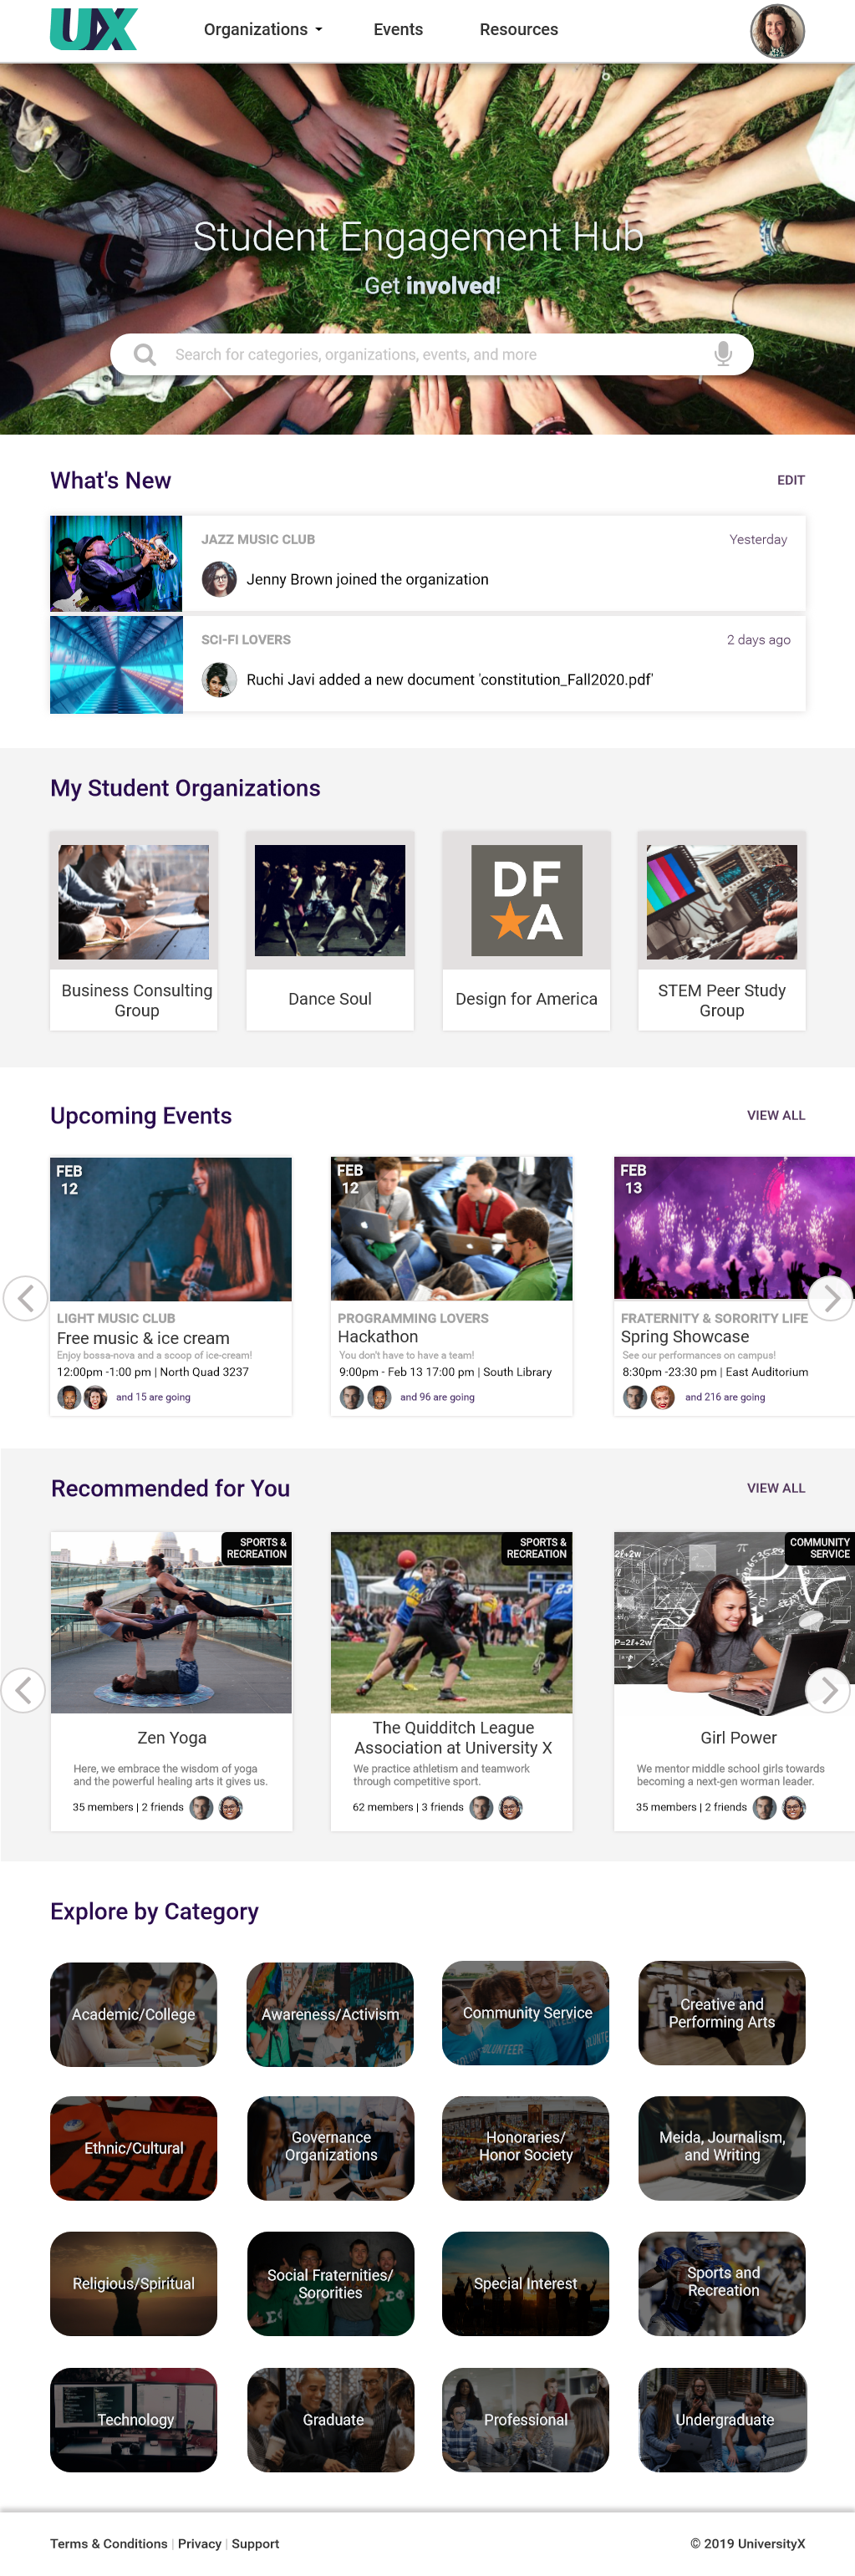 UX
Organizations
Events
Resources
Student Engagement Hub
Get involved!
Search for categories, organizations, events, and more
What's New
EDIT
JAZZ MUSIC CLUB
Yesterday
Jenny Brown joined the organization
SCI-FI LOVERS
2 days ago
Ruchi Javi added a new document 'constitution_Fall2020.pdf'
My Student Organizations
DF
A
Business Consulting
Group
Dance Soul
Design for America
STEM Peer Study
Group
Upcoming Events
VIEW ALL
FEB
12
LIGHT MUSIC CLUB
Free music & ice cream
Enjoy bossa-nova and a scoop of ice-cream!
12:00pm -1:00 pm | North Quad 3237
and 15 are going
FEB
12
PROGRAMMING LOVERS
Hackathon
You don't have to have a team!
9:00pm - Feb 13 17:00 pm | South Library
and 96 are going
FEB
13
FRATERNITY & SORORITY LIFE
Spring Showcase
See our performances on campus!
8:30pm -23:30 pm | East Auditorium
and 216 are going
Recommended for You
VIEW ALL
SPORTS &
RECREATION
Zen Yoga
Here, we embrace the wisdom of yoga
and the powerful healing arts it gives us.
35 members | 2 friends
SPORTS &
RECREATION
23
The Quidditch League
Association at University X
We practice athletism and teamwork
through competitive sport.
62 members | 3 friends
COMMUNITY
SERVICE
2ℓ+2w
π
P=2ℓ+2w
Girl Power
We mentor middle school girls towards
becoming a next-gen worman leader.
35 members | 2 friends
Explore by Category
Academic/College
Awareness/Activism
Community Service
VOLUNTEER
Creative and
Performing Arts
Ethnic/Cultural
Governance
Organizations
Honoraries/
Honor Society
Meida, Journalism,
and Writing
Religious/Spiritual
Social Fraternities/
Sororities
Special Interest
Sports and
Recreation
Technology
Graduate
Professional
Undergraduate
Terms & Conditions | Privacy | Support
© 2019 UniversityX